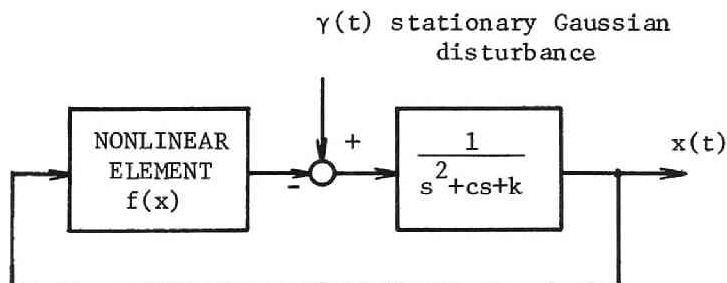 γ(t) stationary Gaussian
disturbance
NONLINEAR
ELEMENT
f(x)
-
+
1
s²+cs+k
x(t)